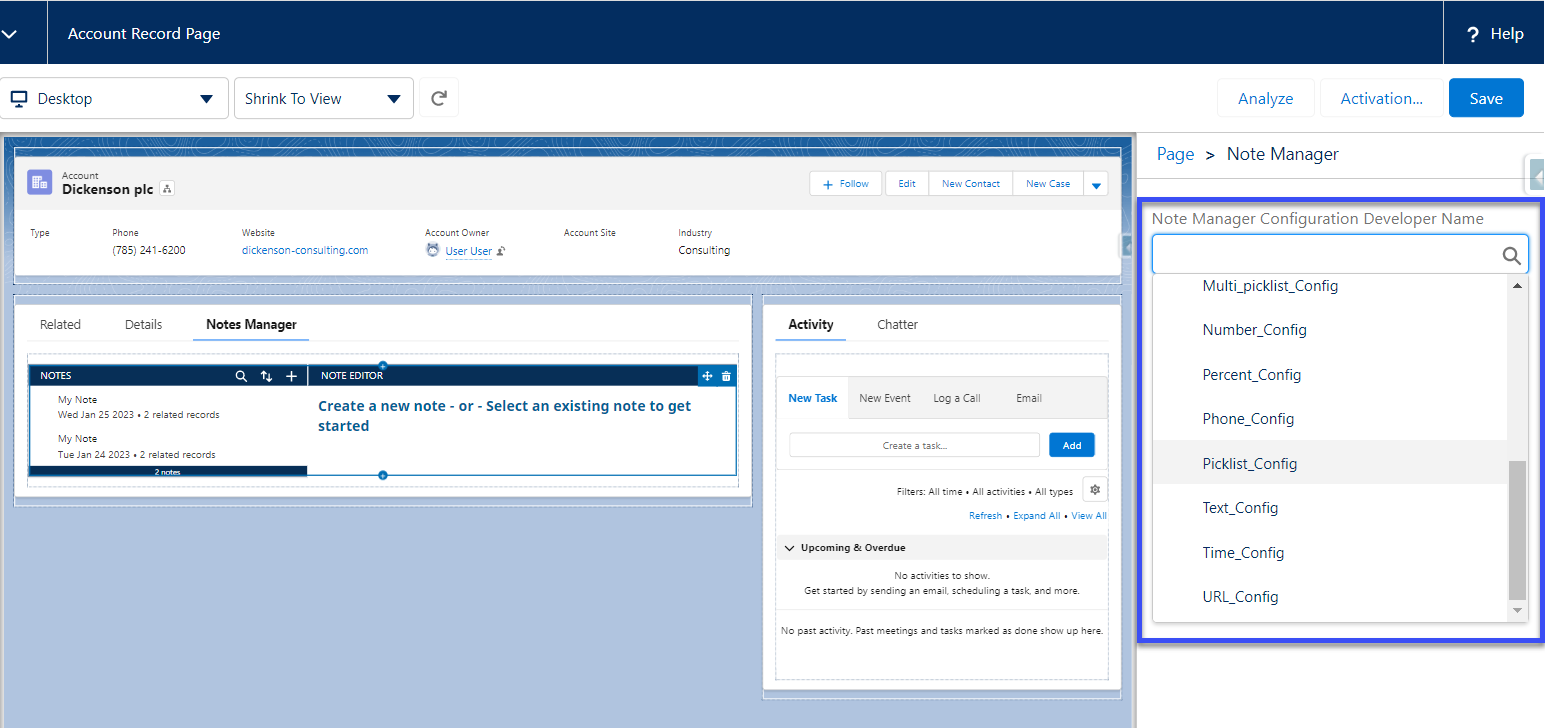 Account Record Page
? Help
Desktop
Shrink To View
Analyze
Activation...
Save
Page > Note Manager
Account
Dickenson plc
+ Follow
Edit
New Contact
New Case
Type
Phone
(785) 241-6200
Website
dickenson-consulting.com
Account Owner
User User
Account Site
Industry
Consulting
Related
Details
Notes Manager
NOTES
My Note
Wed Jan 25 2023 • 2 related records
My Note
Tue Jan 24 2023 • 2 related records
2 notes
NOTE EDITOR
Create a new note - or - Select an existing note to get
started
Activity
Chatter
New Task
New Event
Log a Call
Email
Create a task...
Add
Filters: All time • All activities • All types
Refresh • Expand All • View All
Upcoming & Overdue
No activities to show.
Get started by sending an email, scheduling a task, and more.
No past activity. Past meetings and tasks marked as done show up here.
Note Manager Configuration Developer Name
Multi_picklist_Config
Number_Config
Percent_Config
Phone_Config
Picklist_Config
Text_Config
Time_Config
URL_Config